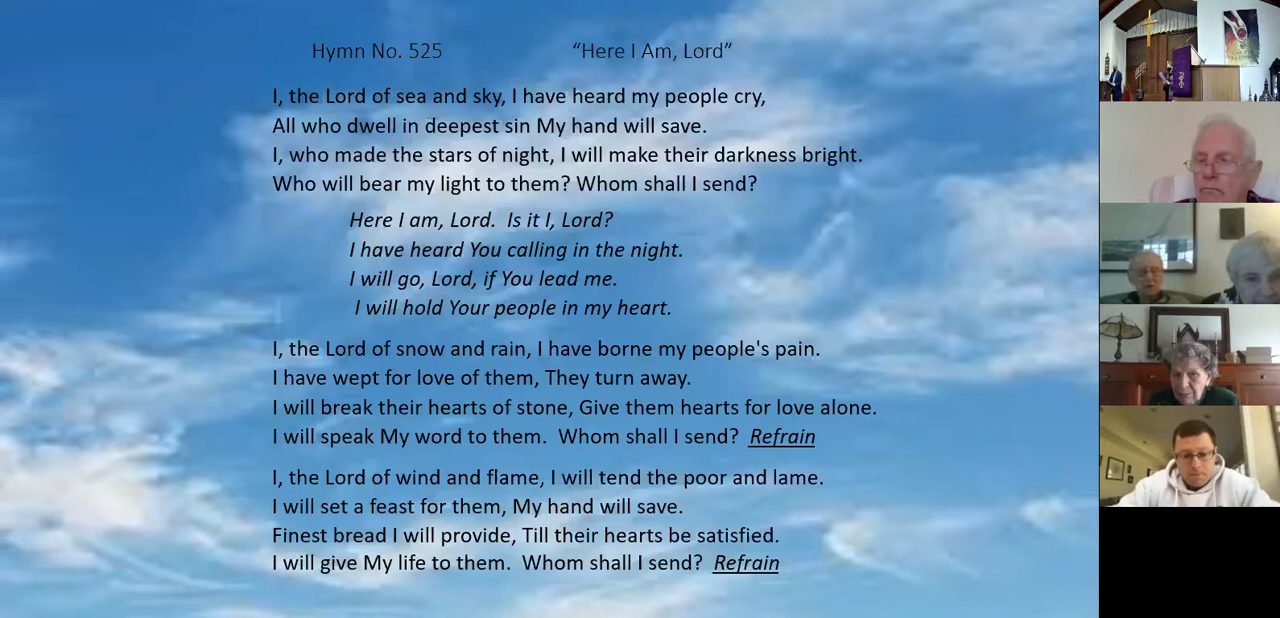 Hymn No. 525 “Here I Am, Lord”
I, the Lord of sea and sky, I have heard my people cry,
All who dwell in deepest sin My hand will save.
I, who made the stars of night, I will make their darkness bright.
Who will bear my light to them? Whom shall I send?
Here I am, Lord.  Is it I, Lord?
I have heard You calling in the night.
I will go, Lord, if You lead me.
I will hold Your people in my heart.
I, the Lord of snow and rain, I have borne my people's pain.
I have wept for love of them, They turn away.
I will break their hearts of stone, Give them hearts for love alone.
I will speak My word to them.  Whom shall I send?  Refrain
I, the Lord of wind and flame, I will tend the poor and lame.
I will set a feast for them, My hand will save.
Finest bread I will provide, Till their hearts be satisfied.
I will give My life to them.  Whom shall I send?  Refrain